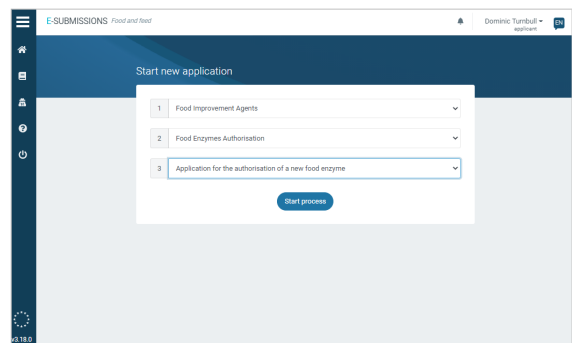 E-SUBMISSIONS Food and feed
Dominic Turnbull
applicant
EN
Start new application
1 Food Improvement Agents
2 Food Enzymes Authorisation
3 Application for the authorisation of a new food enzyme
Start process
v3.18.0